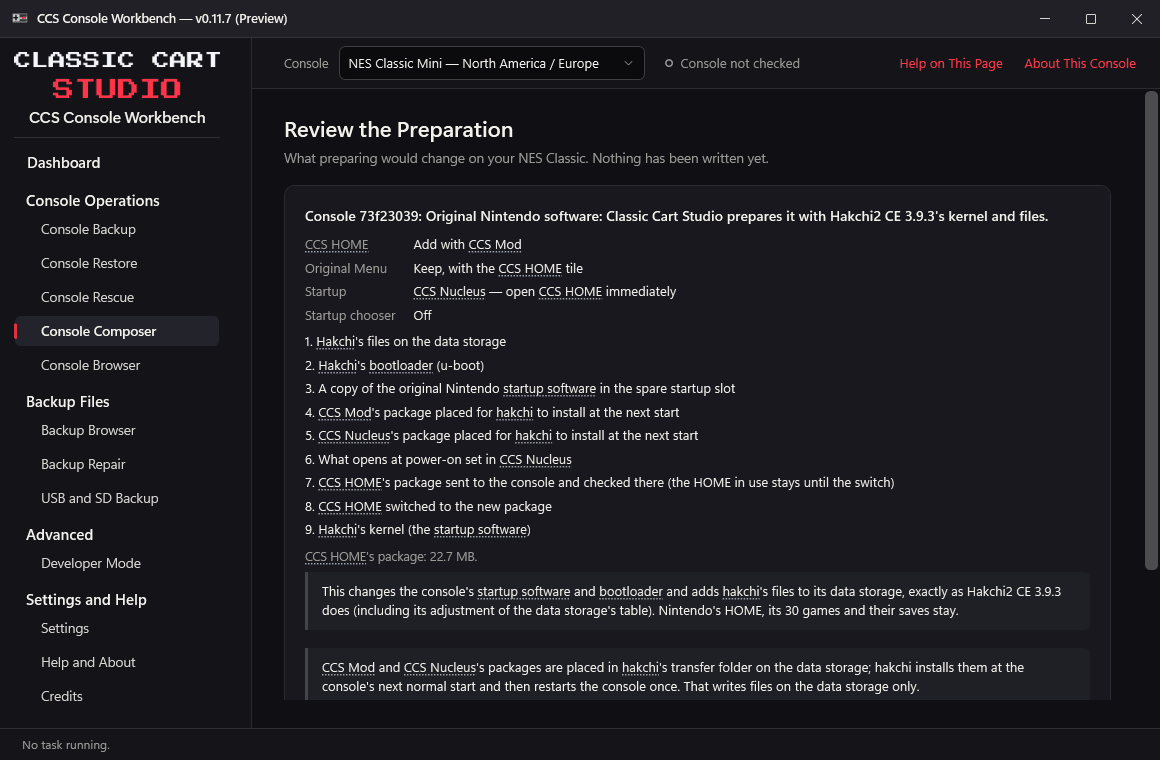 CCS Console Workbench — v0.11.7 (Preview)
CLASSIC CART
STUDIO
CCS Console Workbench
Dashboard
Console Operations
Console Backup
Console Restore
Console Rescue
Console Composer
Console Browser
Backup Files
Backup Browser
Backup Repair
USB and SD Backup
Advanced
Developer Mode
Settings and Help
Settings
Help and About
Credits
Console
NES Classic Mini — North America / Europe
Console not checked
Help on This Page
About This Console
Review the Preparation
What preparing would change on your NES Classic. Nothing has been written yet.
Console 73f23039: Original Nintendo software: Classic Cart Studio prepares it with Hakchi2 CE 3.9.3's kernel and files.
CCS HOME Add with CCS Mod
Original Menu Keep, with the CCS HOME tile
Startup CCS Nucleus — open CCS HOME immediately
Startup chooser Off
1. Hakchi's files on the data storage
2. Hakchi's bootloader (u-boot)
3. A copy of the original Nintendo startup software in the spare startup slot
4. CCS Mod's package placed for hakchi to install at the next start
5. CCS Nucleus's package placed for hakchi to install at the next start
6. What opens at power-on set in CCS Nucleus
7. CCS HOME's package sent to the console and checked there (the HOME in use stays until the switch)
8. CCS HOME switched to the new package
9. Hakchi's kernel (the startup software)
CCS HOME's package: 22.7 MB.
This changes the console's startup software and bootloader and adds hakchi's files to its data storage, exactly as Hakchi2 CE 3.9.3
does (including its adjustment of the data storage's table). Nintendo's HOME, its 30 games and their saves stay.
CCS Mod and CCS Nucleus's packages are placed in hakchi's transfer folder on the data storage; hakchi installs them at the
console's next normal start and then restarts the console once. That writes files on the data storage only.
No task running.